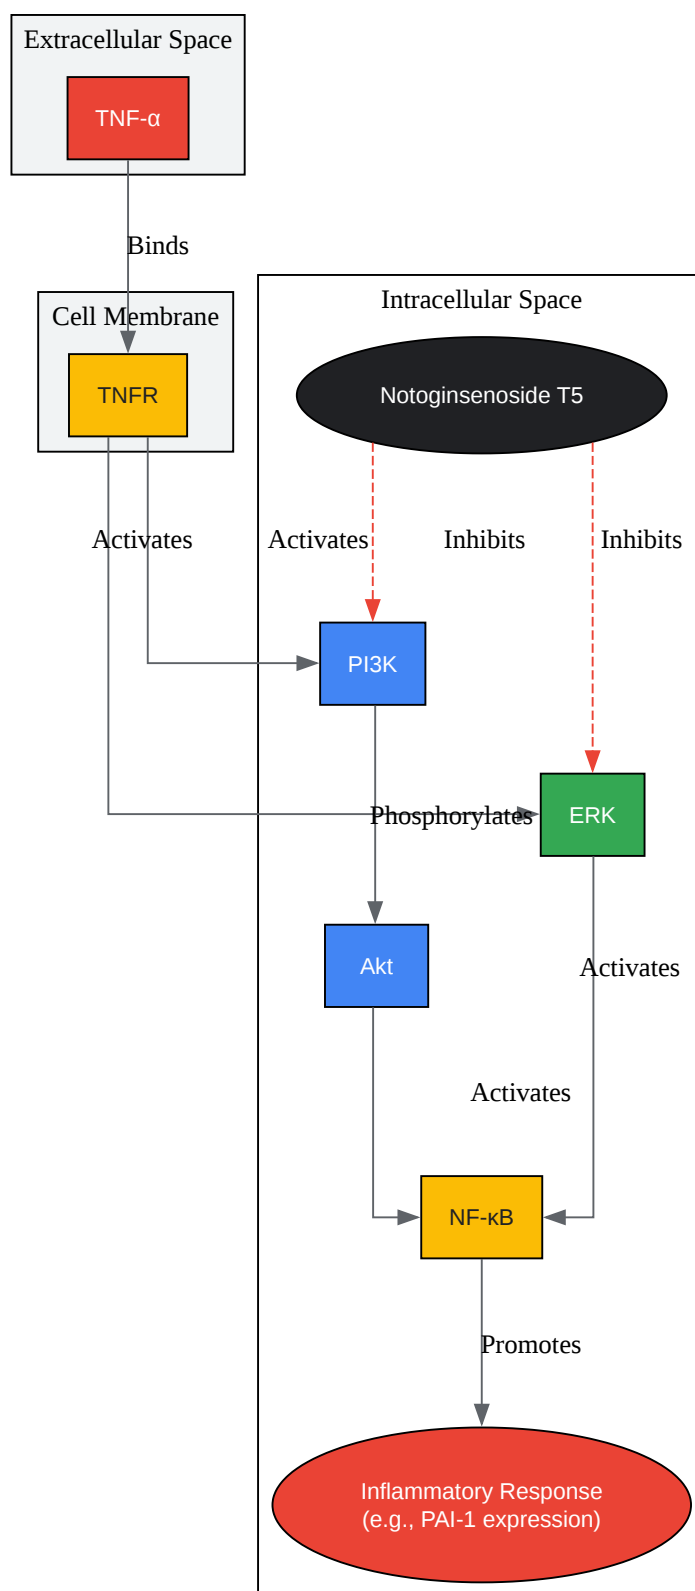 Extracellular Space
TNF-α
Binds
Cell Membrane
TNFR
Intracellular Space
Notoginsenoside T5
Activates
Activates
Inhibits
Inhibits
PI3K
Phosphorylates
ERK
Akt
Activates
Activates
NF-κB
Promotes
Inflammatory Response
(e.g., PAI-1 expression)